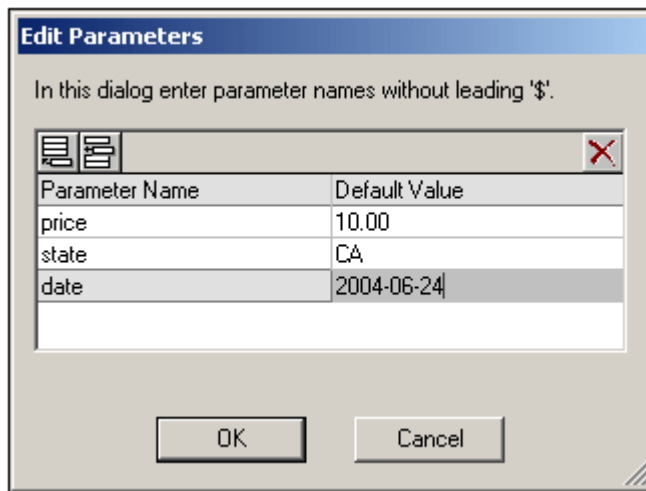 Edit Parameters
In this dialog enter parameter names without leading '$'.
Parameter Name Default Value
price 10.00
state CA
date 2004-06-24
OK Cancel